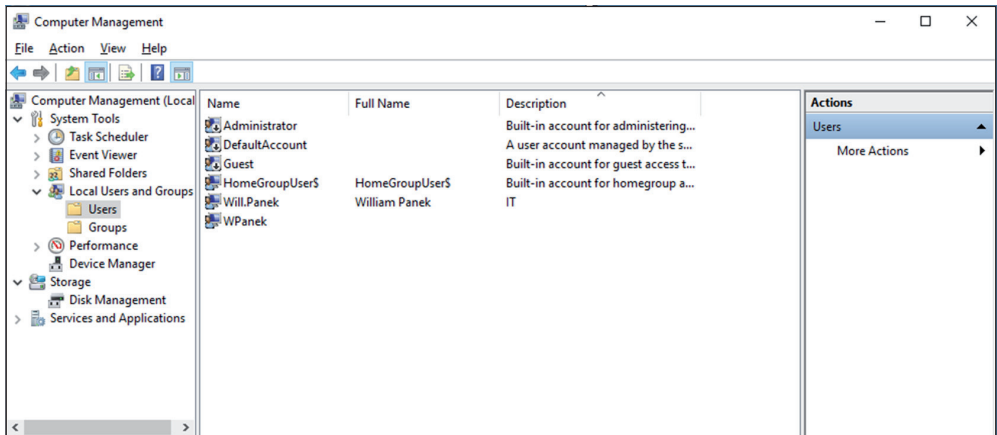 Computer Management
File Action View Help
Computer Management (Local
System Tools
Task Scheduler
Event Viewer
Shared Folders
Local Users and Groups
Users
Groups
Performance
Device Manager
Storage
Disk Management
Services and Applications
Name Full Name Description
Administrator Built-in account for administering...
DefaultAccount A user account managed by the s...
Guest Built-in account for guest access t...
HomeGroupUser$ HomeGroupUser$ Built-in account for homegroup a...
Will.Panek William Panek IT
WPanek
Actions
Users
More Actions